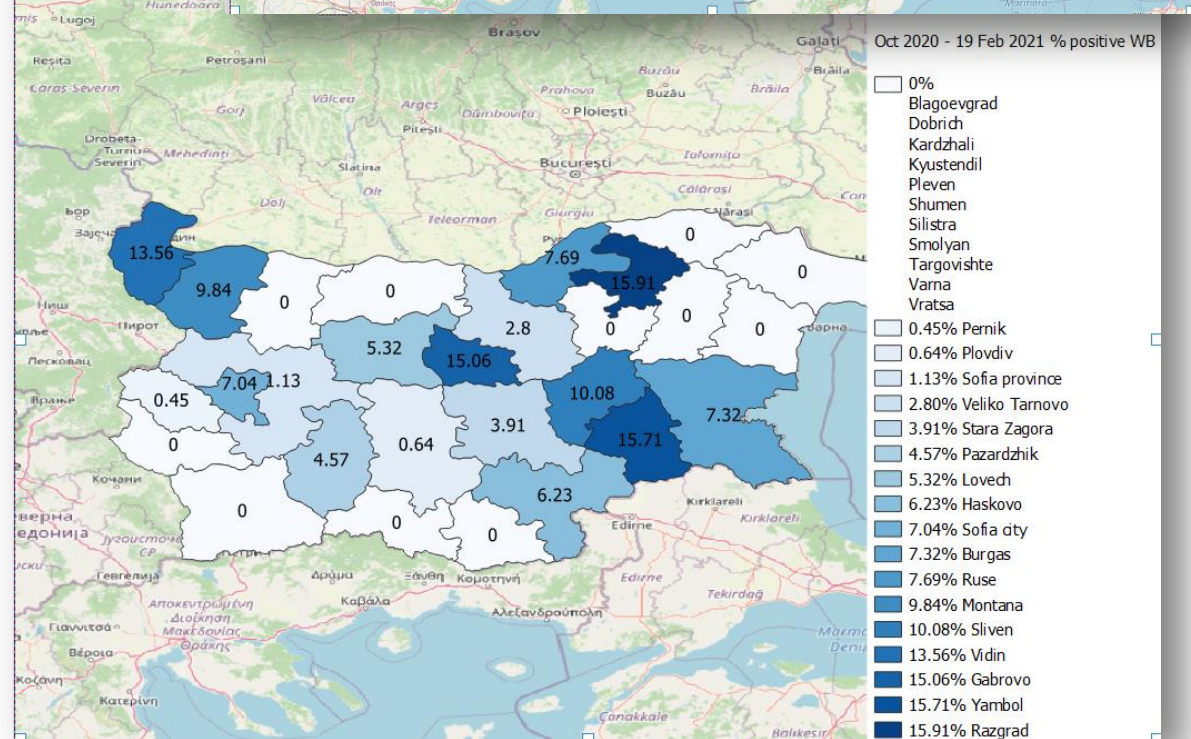 Hunedoara
Lugoj
Brașov
Galați
Reșița
Petroșani
Buzău
Brăila
Caraș-Severin
Gorj
Vâlcea
Argeș
Prahova
Buzău
Brăila
Dâmbovița
Ploiești
Pitești
Drobeta-
Turnu
Severin
Mehedinți
București
Ialomița
Slatina
Olt
Călărași
Dolj
Teleorman
Giurgiu
Бор
13.56
9.84
0
0
7.69
15.91
0
0
Ниш
Пирот
5.32
15.06
2.8
0
0
0
Варна
Лесковац
Врање
0.45
7.04
1.13
10.08
0.64
3.91
15.71
7.32
0
4.57
6.23
Кочани
0
0
0
Kırklareli
Kırklareli
Edirne
Гевгелија
Δράμα
Ξάνθη
Κομοτηνή
Edirne
Tekirdağ
Αποκεντρωμένη
Διοίκηση
Μακεδονίας
Θράκης
Καβάλα
Αλεξανδρούπολη
Γιαννιτσά
Βέροια
Κοζάνη
Κατερίνη
Çanakkale
Balıkesir
Oct 2020 - 19 Feb 2021 % positive WB
0%
Blagoevgrad
Dobrich
Kardzhali
Kyustendil
Pleven
Shumen
Silistra
Smolyan
Targovishte
Varna
Vratsa
0.45% Pernik
0.64% Plovdiv
1.13% Sofia province
2.80% Veliko Tarnovo
3.91% Stara Zagora
4.57% Pazardzhik
5.32% Lovech
6.23% Haskovo
7.04% Sofia city
7.32% Burgas
7.69% Ruse
9.84% Montana
10.08% Sliven
13.56% Vidin
15.06% Gabrovo
15.71% Yambol
15.91% Razgrad